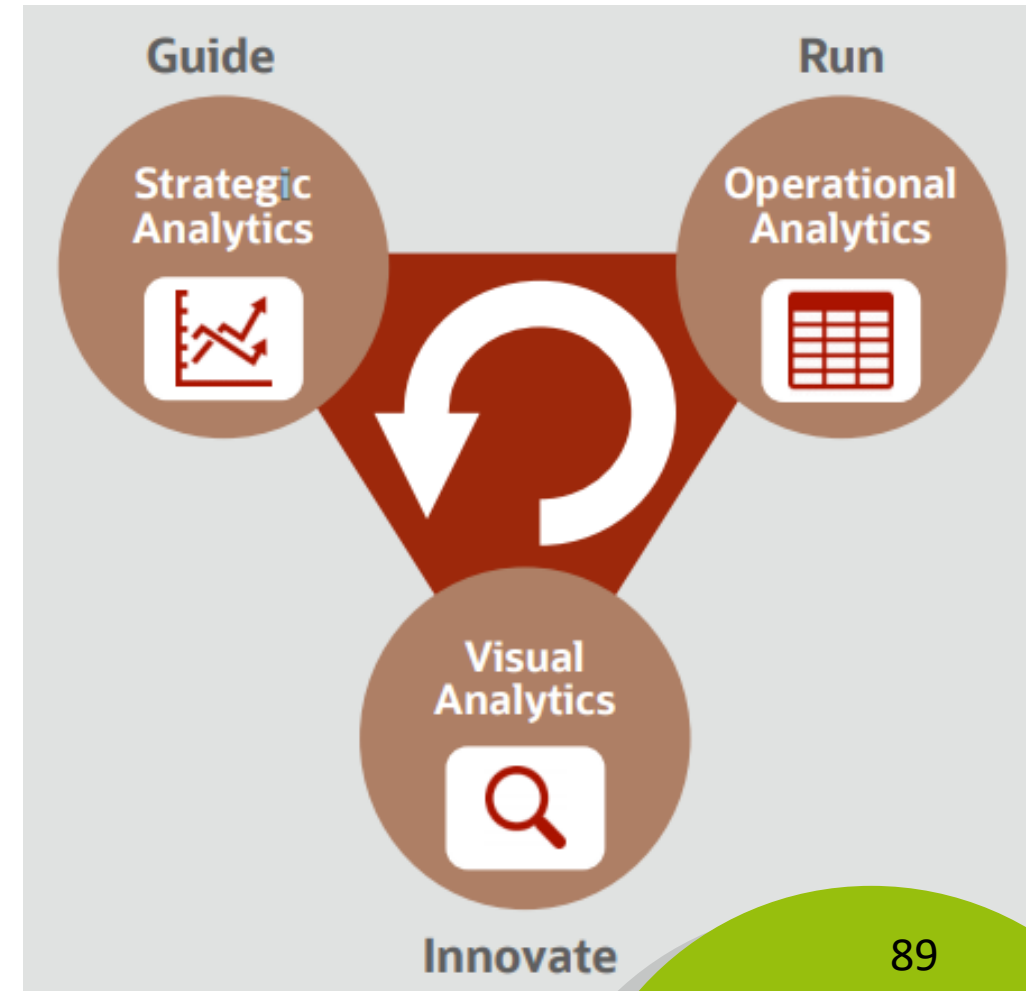 Guide
Run
Strategic
Analytics
Operational
Analytics
Visual
Analytics
Innovate
89